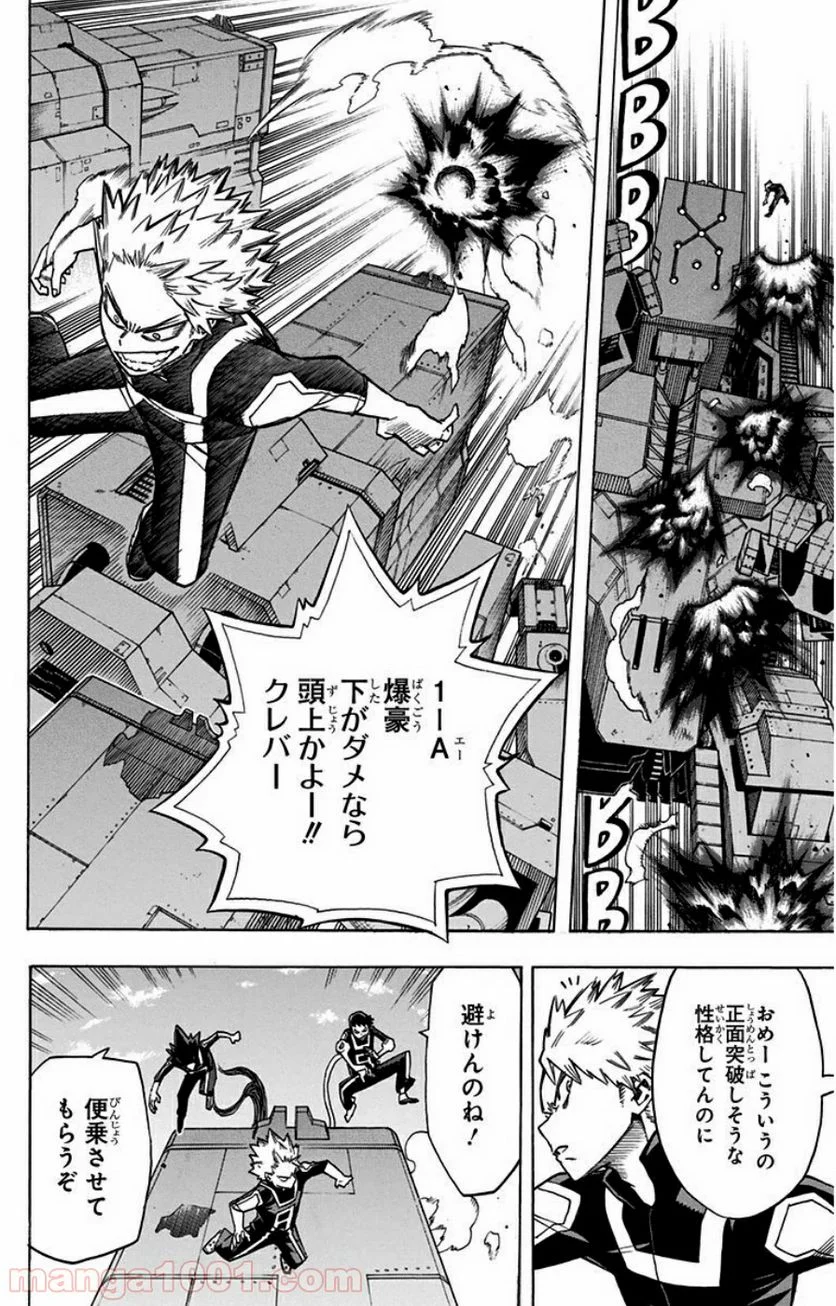 BBBB
BB
1-A
爆豪
下がダメなら
頭上かよー!!
クレバー
おめーこういうの
正面突破しそうな
性格してんのに
避けんのね!
便乗させて
もらうぞ
manga1001.com